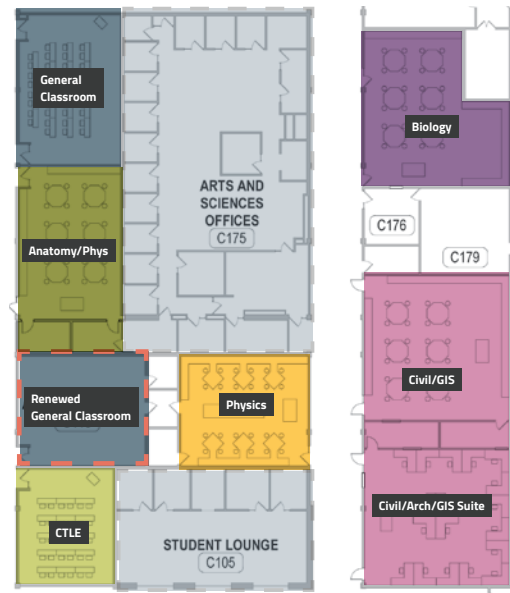 General
Classroom
ARTS AND
SCIENCES
OFFICES
C175
Anatomy/Phys
Renewed
General Classroom
Physics
CTLE
STUDENT LOUNGE
C105
Biology
C176
C179
Civil/GIS
Civil/Arch/GIS Suite